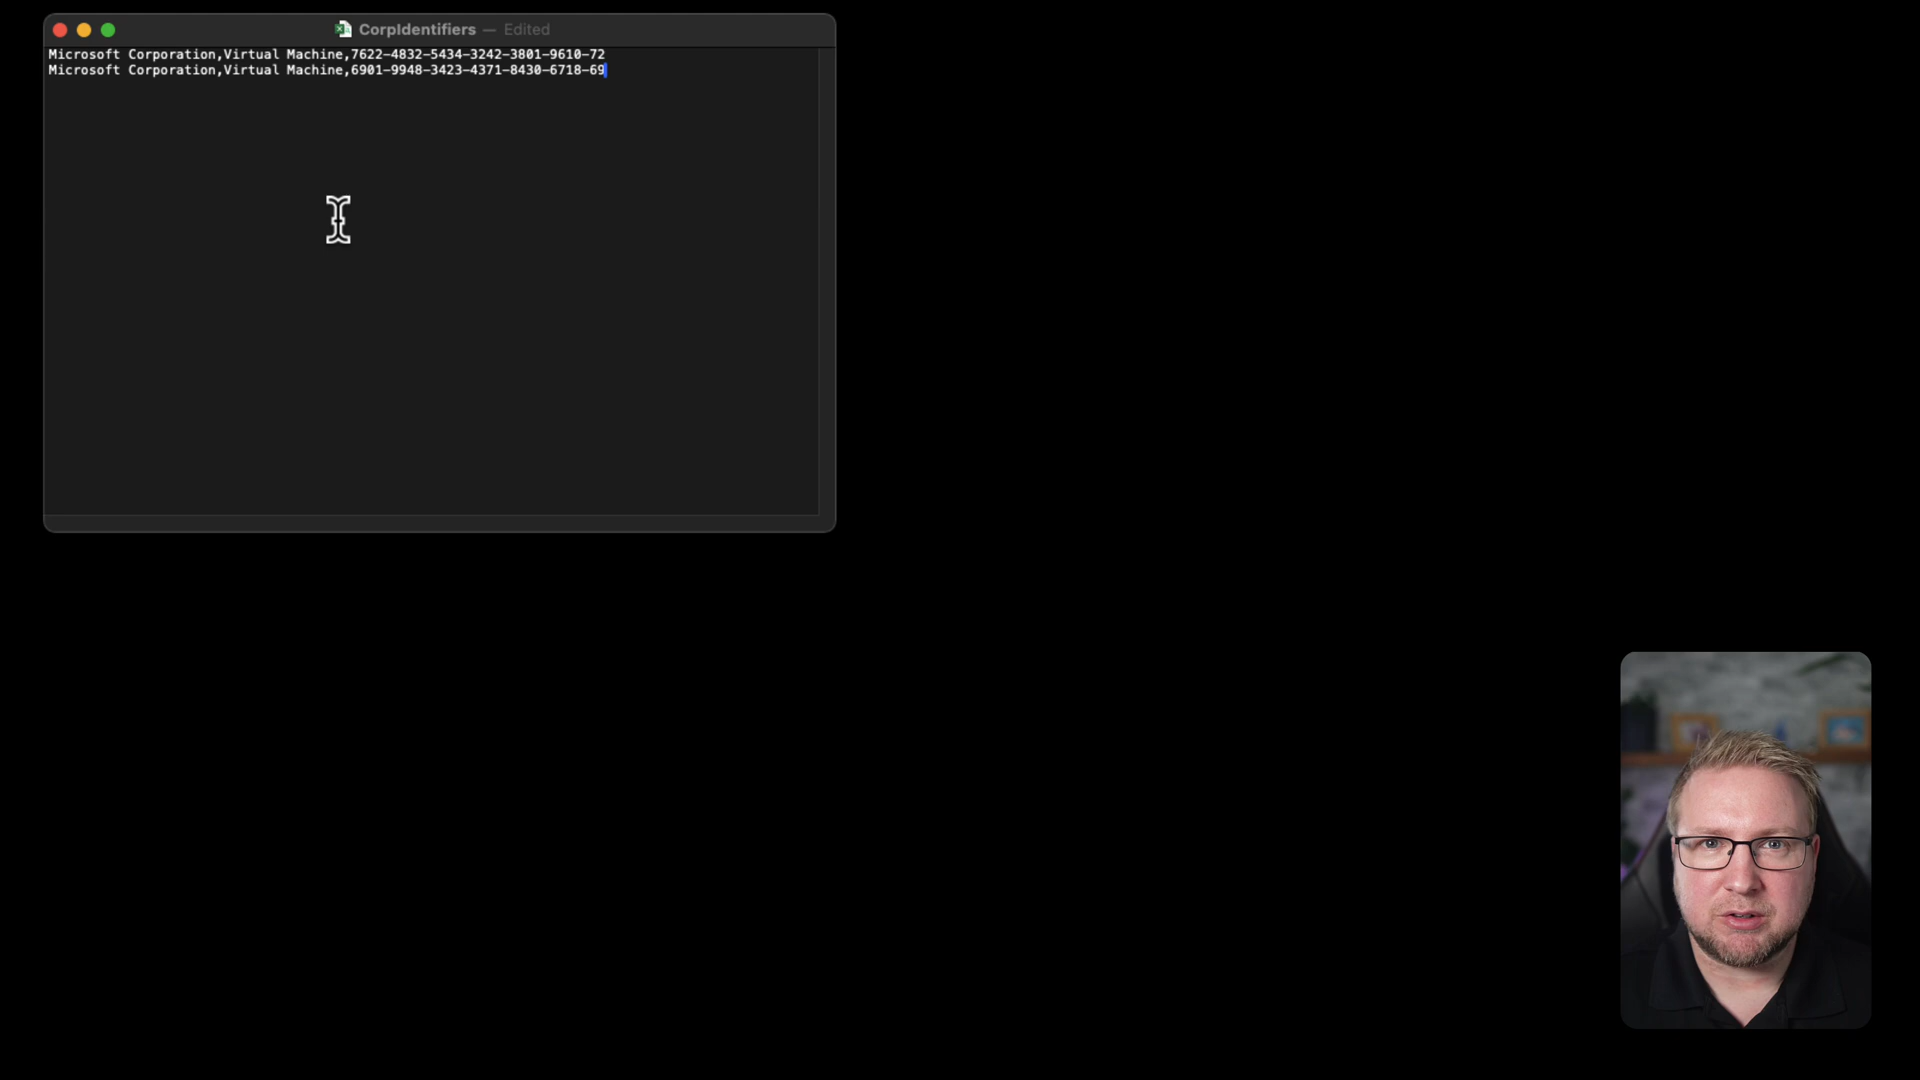 CorpIdentifiers — Edited
Microsoft Corporation,Virtual Machine,7622-4832-5434-3242-3801-9610-72
Microsoft Corporation,Virtual Machine,6901-9948-3423-4371-8430-6718-69